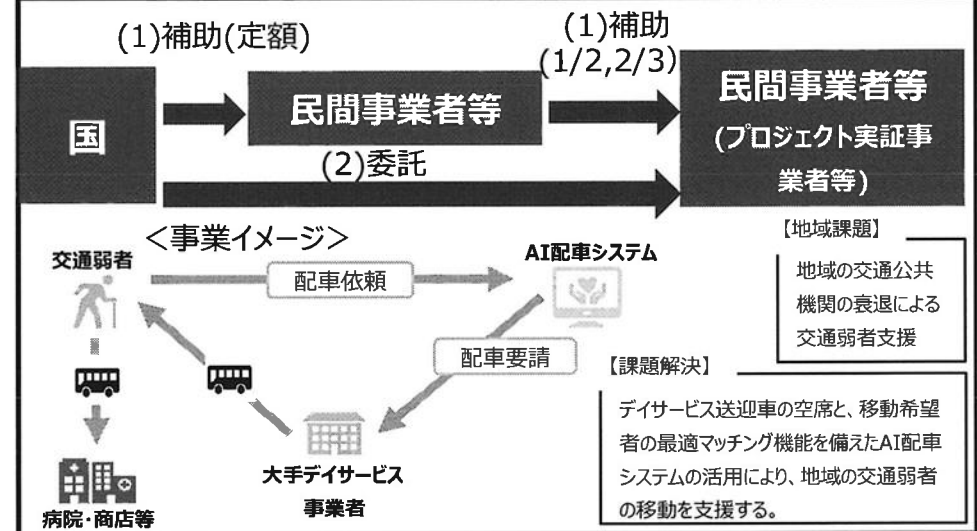 (1)補助(定額)
(1)補助
(1/2,2/3)
国
民間事業者等
民間事業者等
(プロジェクト実証事
業者等)
(2)委託
＜事業イメージ＞
交通弱者
配車依頼
AI配車システム
配車要請
大手デイサービス
事業者
病院・商店等
【地域課題】
地域の交通公共
機関の衰退による
交通弱者支援
【課題解決】
デイサービス送迎車の空席と、移動希望
者の最適マッチング機能を備えたAI配車
システムの活用により、地域の交通弱者
の移動を支援する。